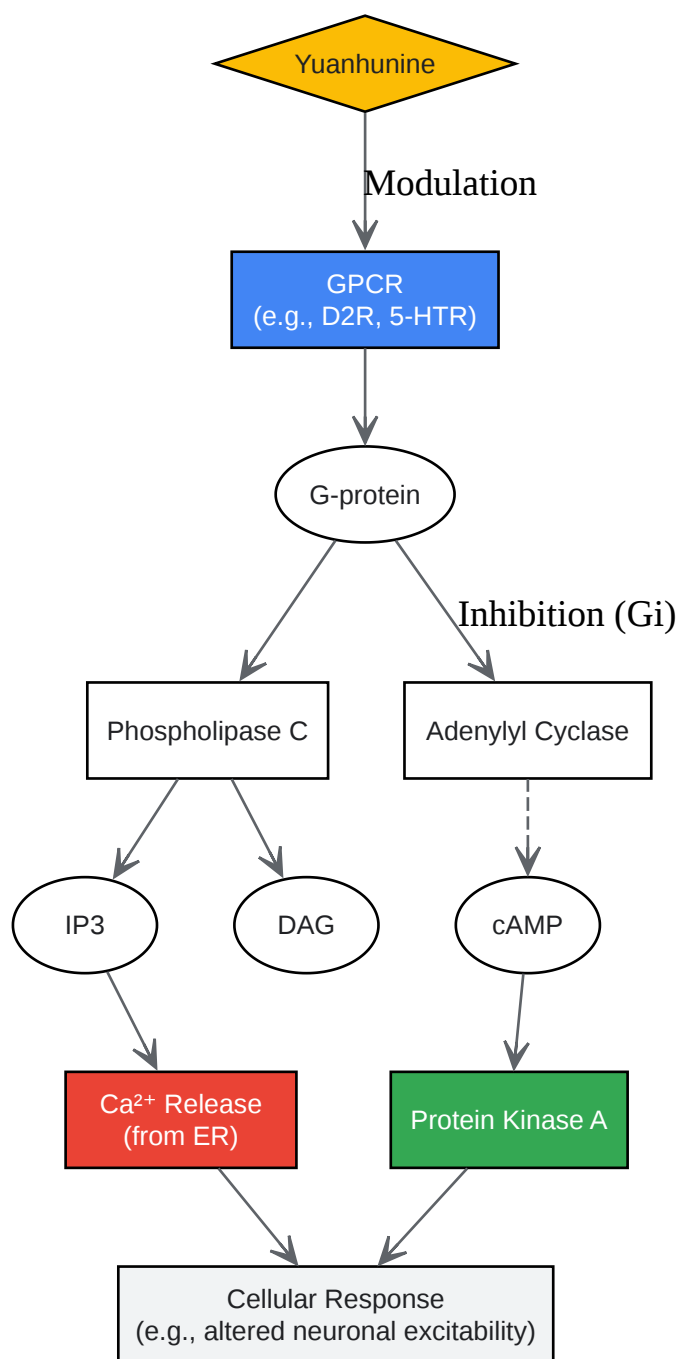 Yuanhunine
Modulation
GPCR
(e.g., D2R, 5-HTR)
G-protein
Inhibition (Gi)
Phospholipase C
Adenylyl Cyclase
IP3
DAG
cAMP
Ca²⁺ Release
(from ER)
Protein Kinase A
Cellular Response
(e.g., altered neuronal excitability)